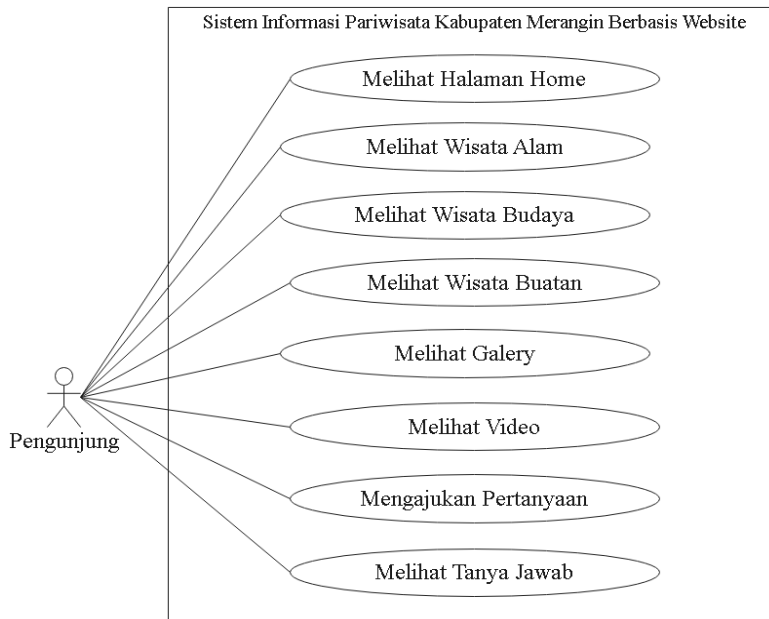 Sistem Informasi Pariwisata Kabupaten Merangin Berbasis Website
Melihat Halaman Home
Melihat Wisata Alam
Melihat Wisata Budaya
Melihat Wisata Buatan
Melihat Galery
Pengunjung
Melihat Video
Mengajukan Pertanyaan
Melihat Tanya Jawab